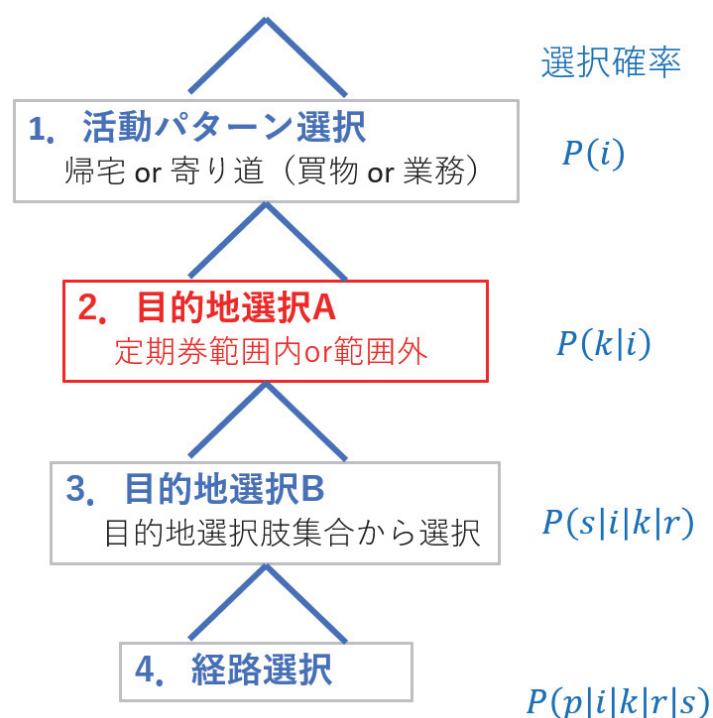 選択確率
1. 活動パターン選択
帰宅 or 寄り道（買物 or 業務）
P(i)
2. 目的地選択A
定期券範囲内or範囲外
P(k|i)
3. 目的地選択B
目的地選択肢集合から選択
P(s|i|k|r)
4. 経路選択
P(p|i|k|r|s)